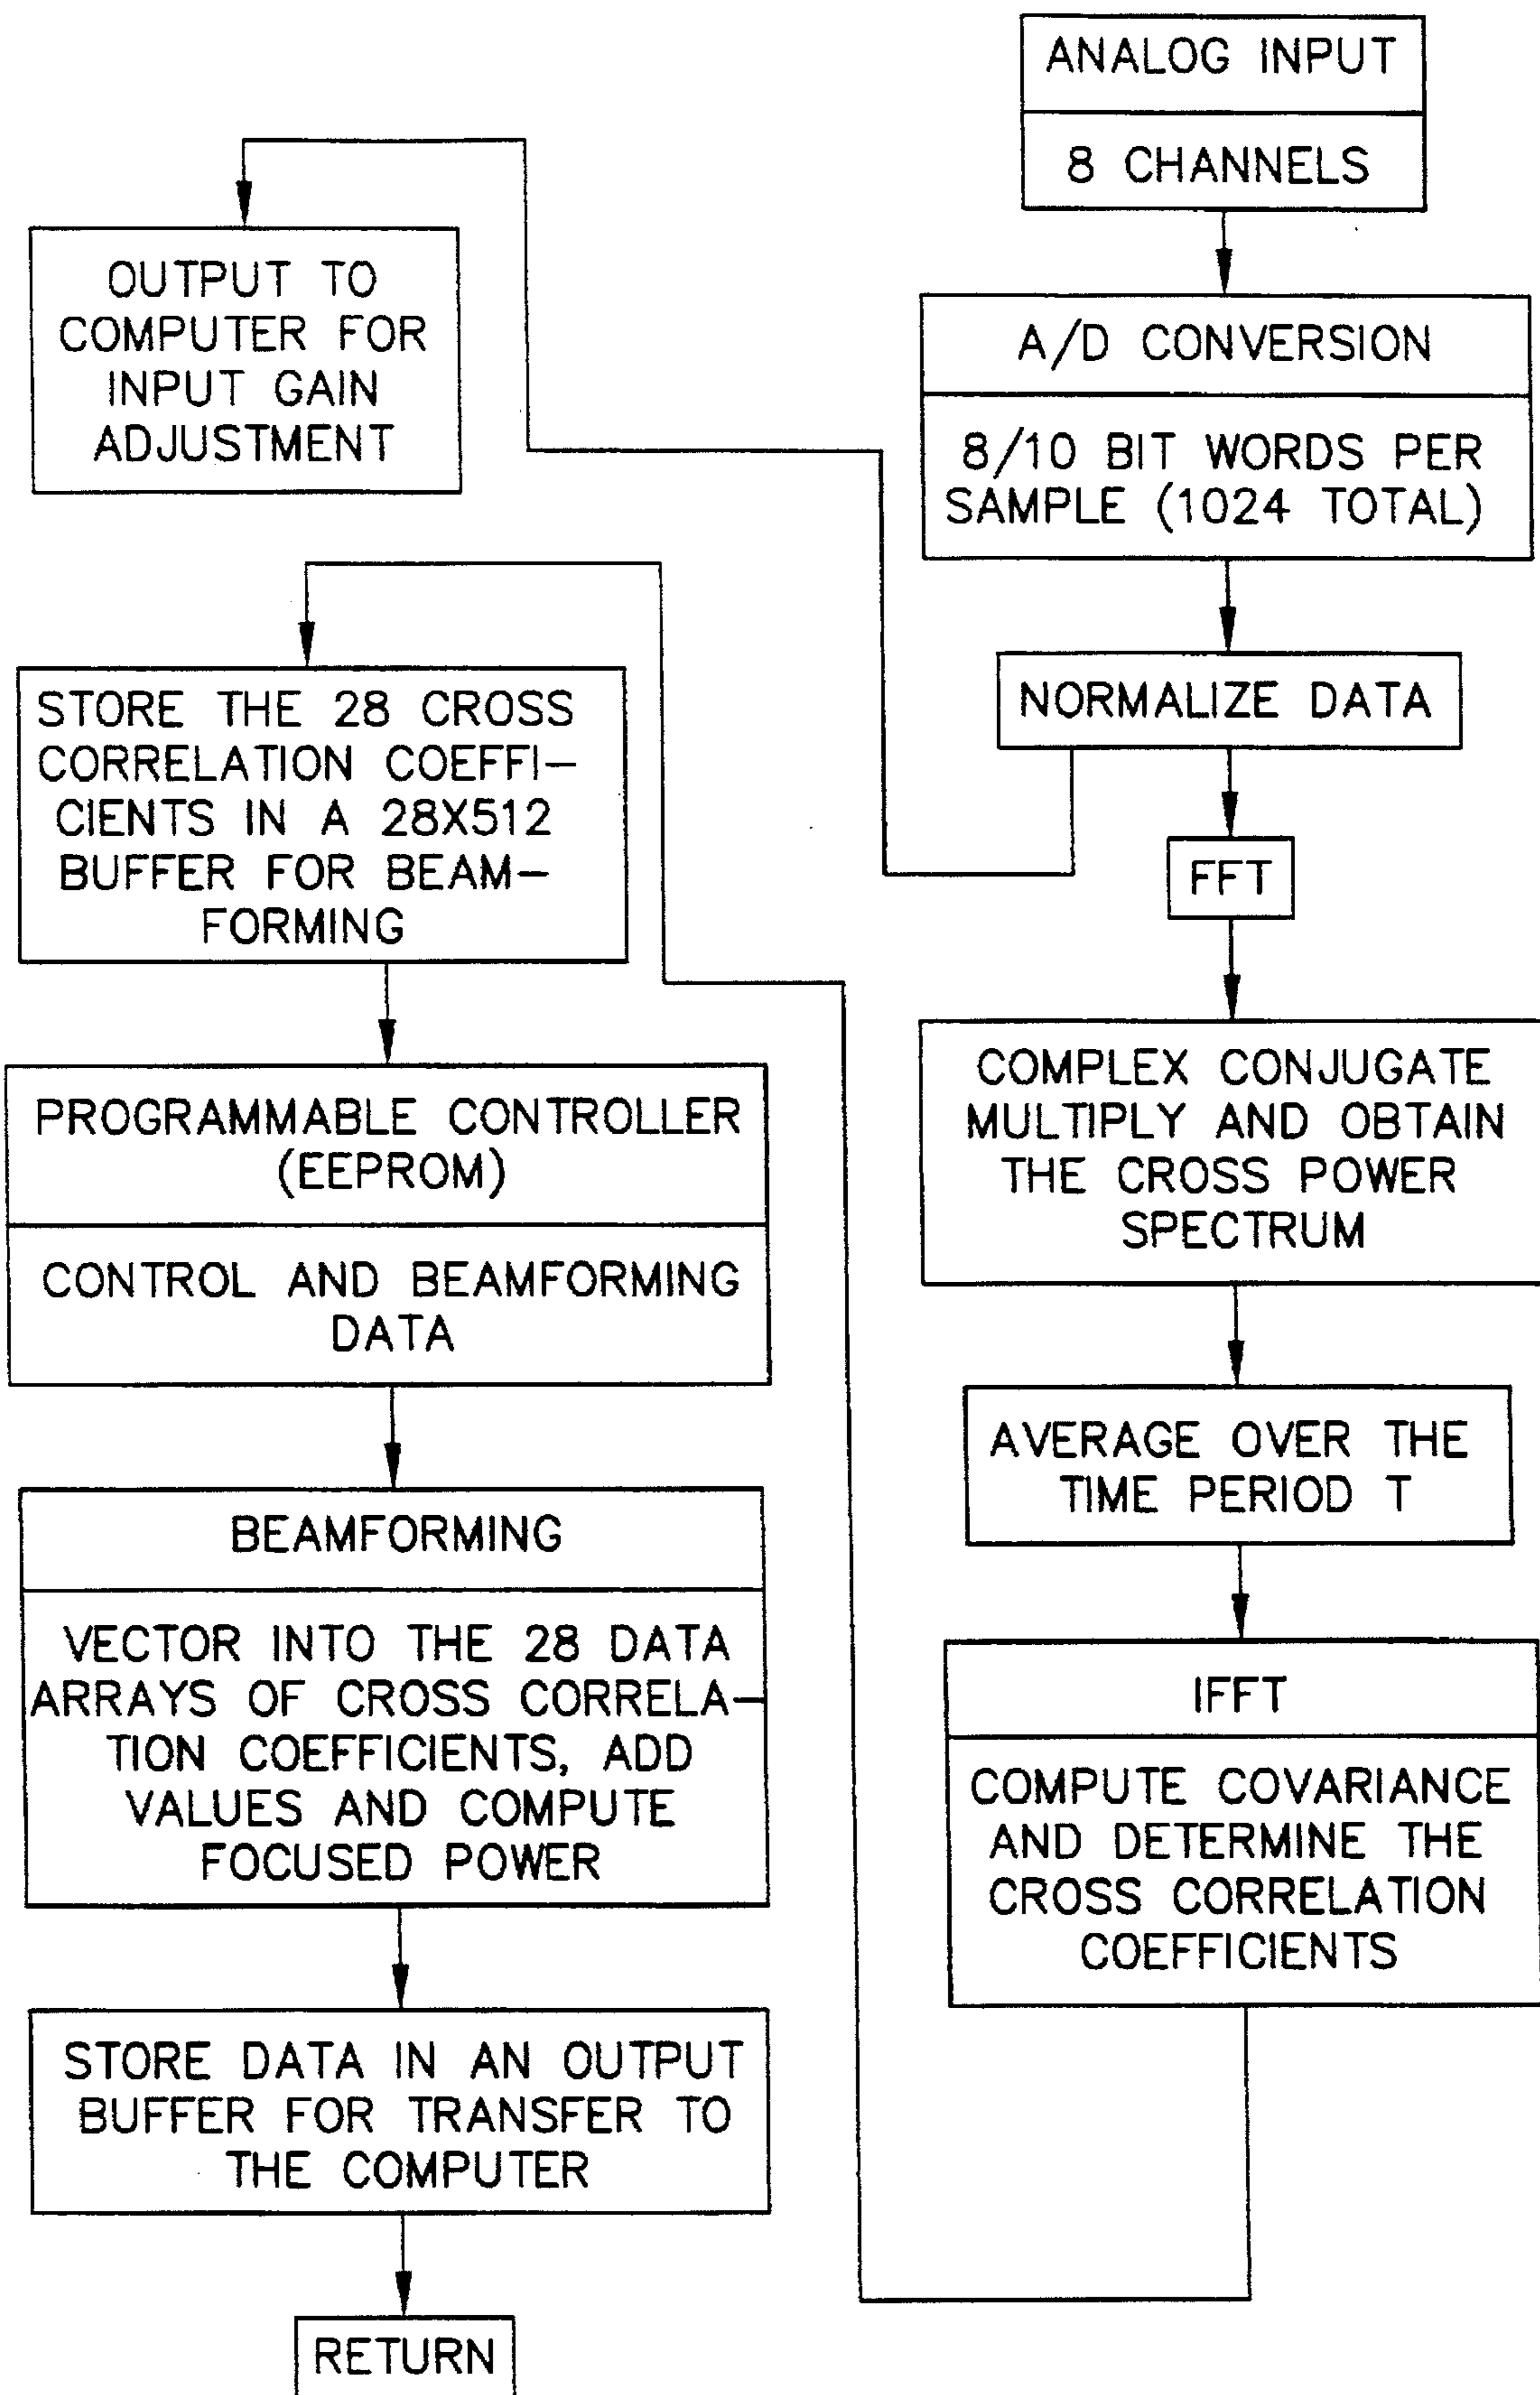 ANALOG INPUT
8 CHANNELS
A/D CONVERSION
8/10 BIT WORDS PER
SAMPLE (1024 TOTAL)
NORMALIZE DATA
OUTPUT TO
COMPUTER FOR
INPUT GAIN
ADJUSTMENT
FFT
COMPLEX CONJUGATE
MULTIPLY AND OBTAIN
THE CROSS POWER
SPECTRUM
AVERAGE OVER THE
TIME PERIOD T
IFFT
COMPUTE COVARIANCE
AND DETERMINE THE
CROSS CORRELATION
COEFFICIENTS
STORE THE 28 CROSS
CORRELATION COEFFI-
CIENTS IN A 28X512
BUFFER FOR BEAM-
FORMING
PROGRAMMABLE CONTROLLER
(EEPROM)
CONTROL AND BEAMFORMING
DATA
BEAMFORMING
VECTOR INTO THE 28 DATA
ARRAYS OF CROSS CORRELA-
TION COEFFICIENTS, ADD
VALUES AND COMPUTE
FOCUSED POWER
STORE DATA IN AN OUTPUT
BUFFER FOR TRANSFER TO
THE COMPUTER
RETURN